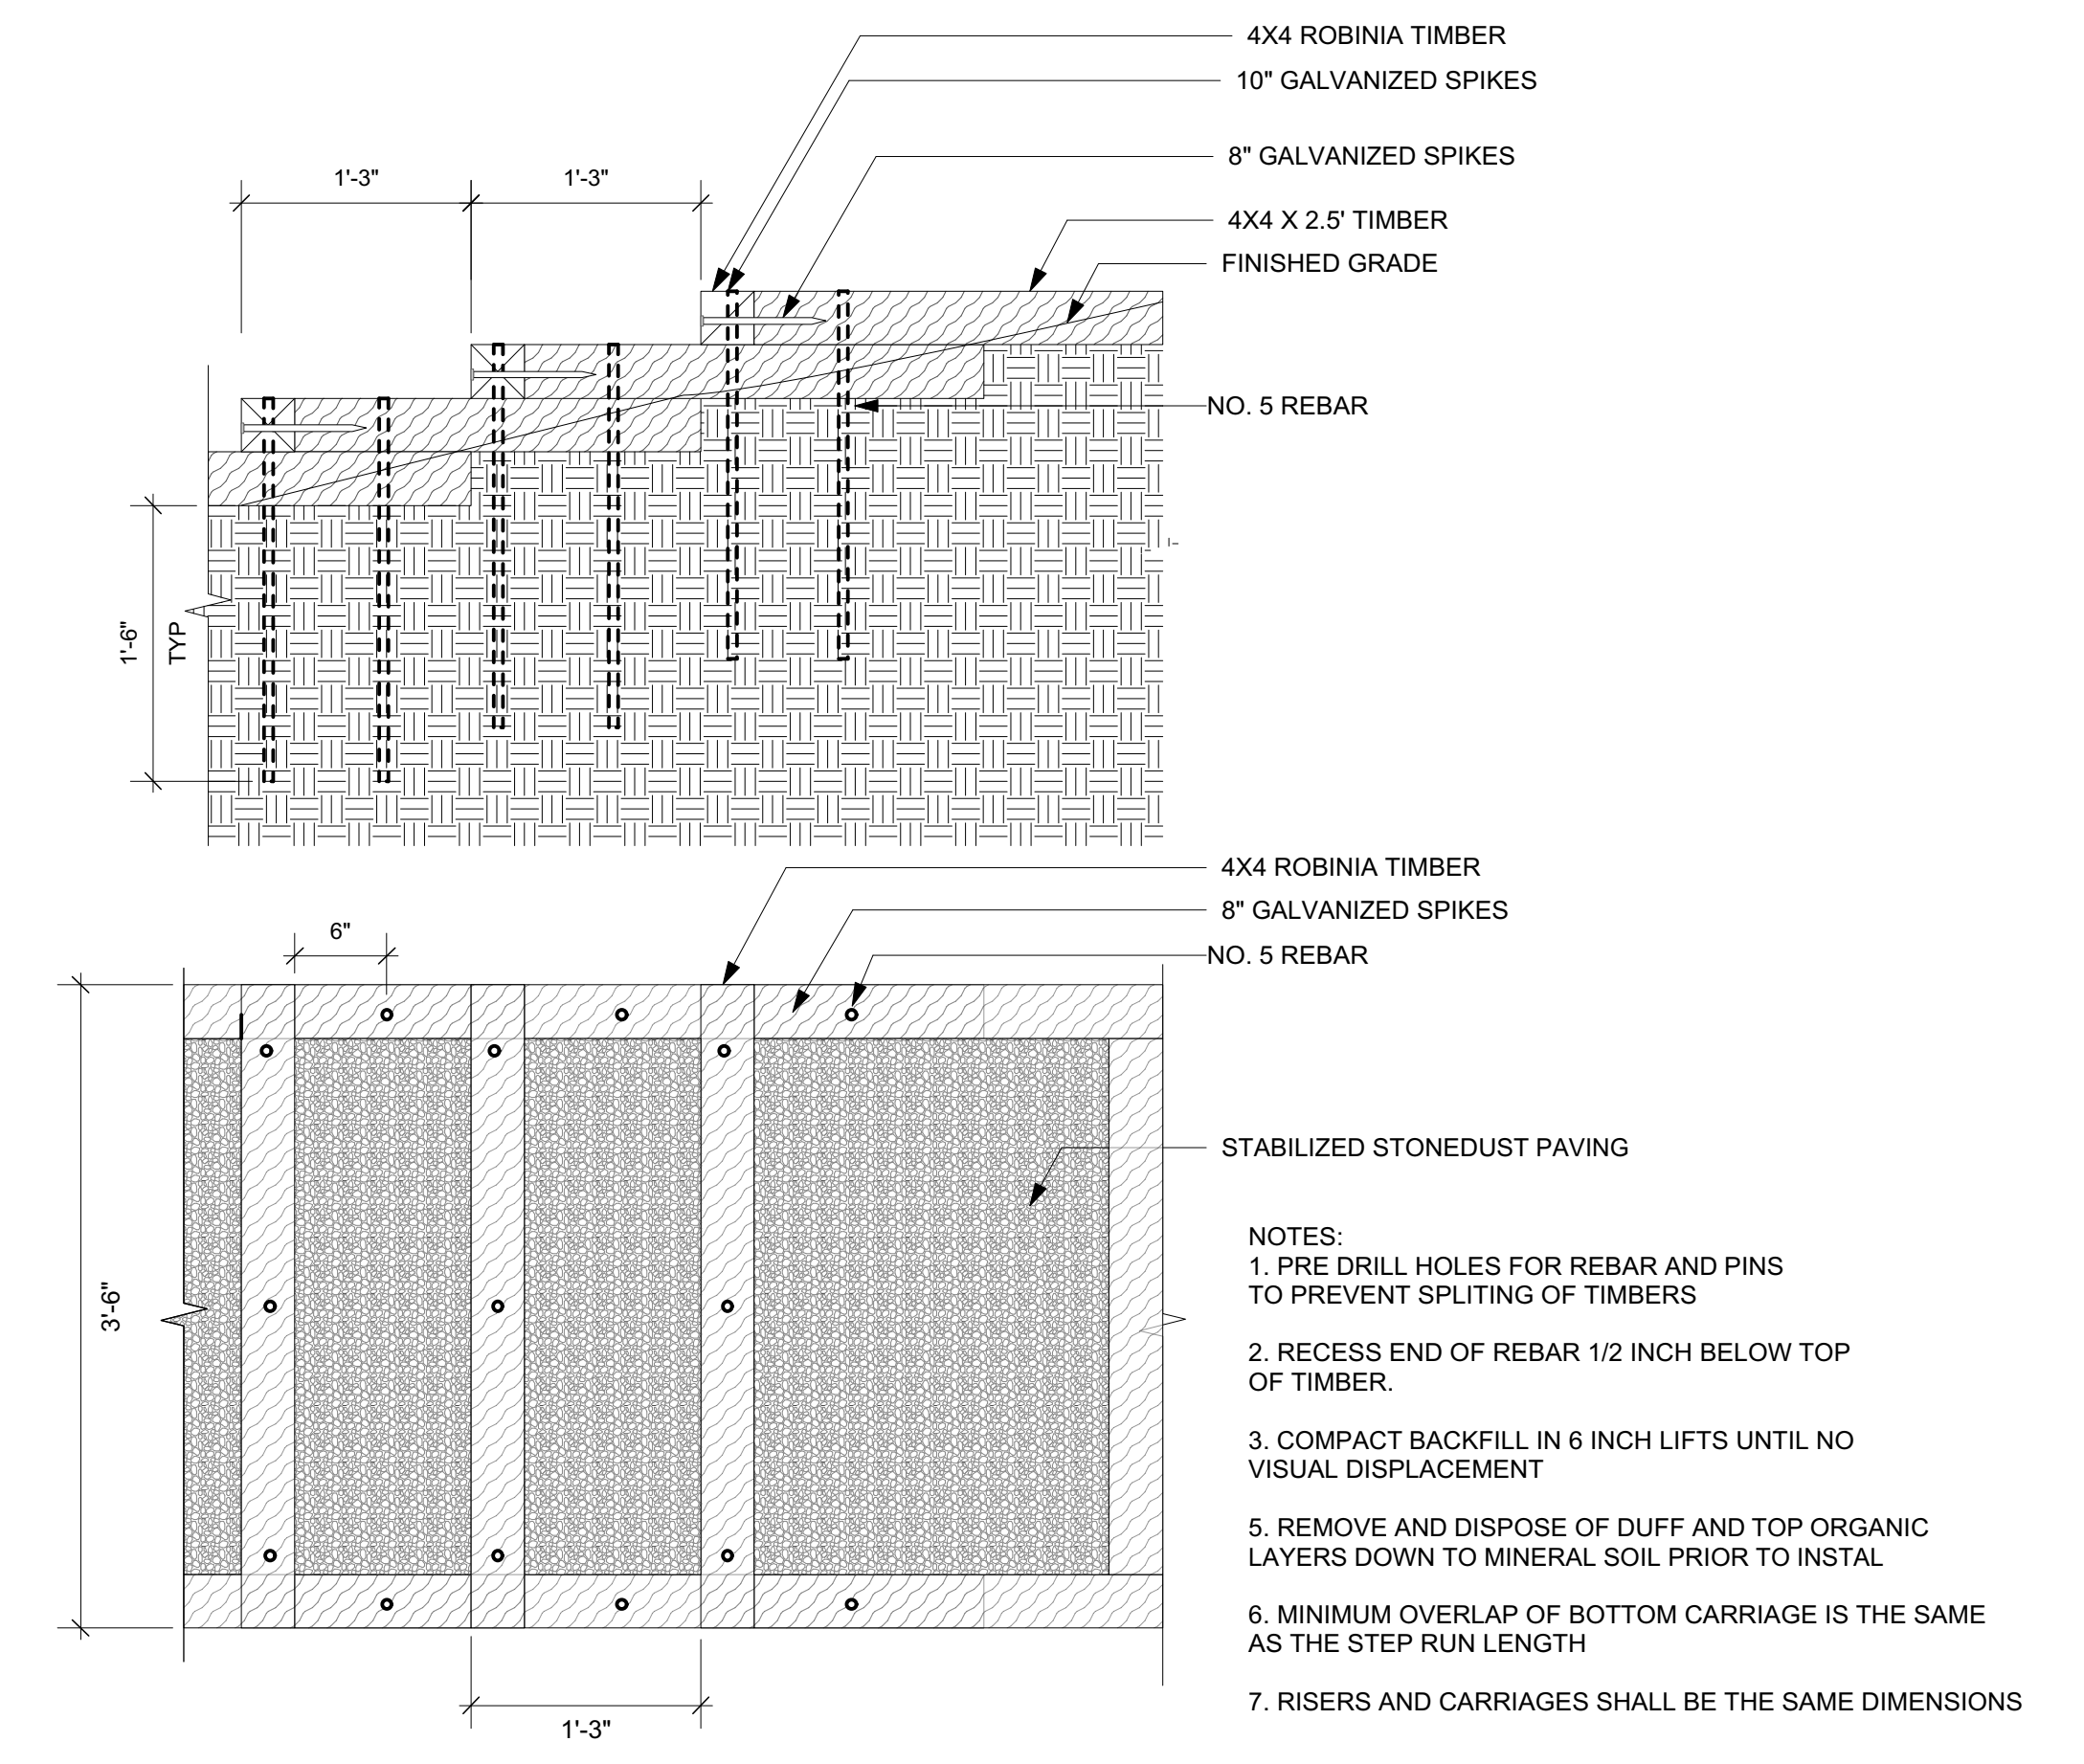 4X4 ROBINIA TIMBER
10" GALVANIZED SPIKES
8" GALVANIZED SPIKES
1'-3"
1'-3"
4X4 X 2.5' TIMBER
FINISHED GRADE
NO. 5 REBAR
1'-6"
TYP
4X4 ROBINIA TIMBER
8" GALVANIZED SPIKES
6"
NO. 5 REBAR
STABILIZED STONEDUST PAVING
3'-6"
NOTES:
1. PRE DRILL HOLES FOR REBAR AND PINS
TO PREVENT SPLITING OF TIMBERS
2. RECESS END OF REBAR 1/2 INCH BELOW TOP
OF TIMBER.
3. COMPACT BACKFILL IN 6 INCH LIFTS UNTIL NO
VISUAL DISPLACEMENT
5. REMOVE AND DISPOSE OF DUFF AND TOP ORGANIC
LAYERS DOWN TO MINERAL SOIL PRIOR TO INSTAL
6. MINIMUM OVERLAP OF BOTTOM CARRIAGE IS THE SAME
AS THE STEP RUN LENGTH
7. RISERS AND CARRIAGES SHALL BE THE SAME DIMENSIONS
1'-3"